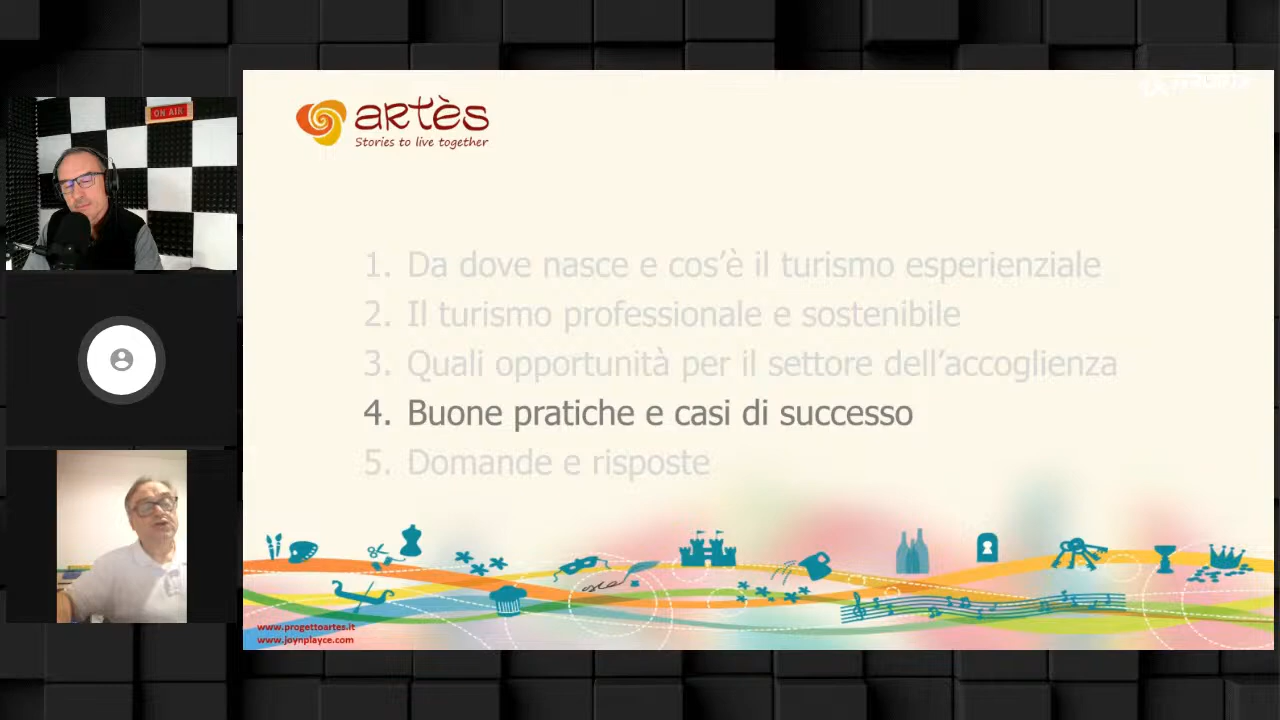 ON AIR
artès
Stories to live together
1. Da dove nasce e cos’è il turismo esperienziale
2. Il turismo professionale e sostenibile
3. Quali opportunità per il settore dell’accoglienza
4. Buone pratiche e casi di successo
5. Domande e risposte
www.progettoartes.it
www.joynplayce.com